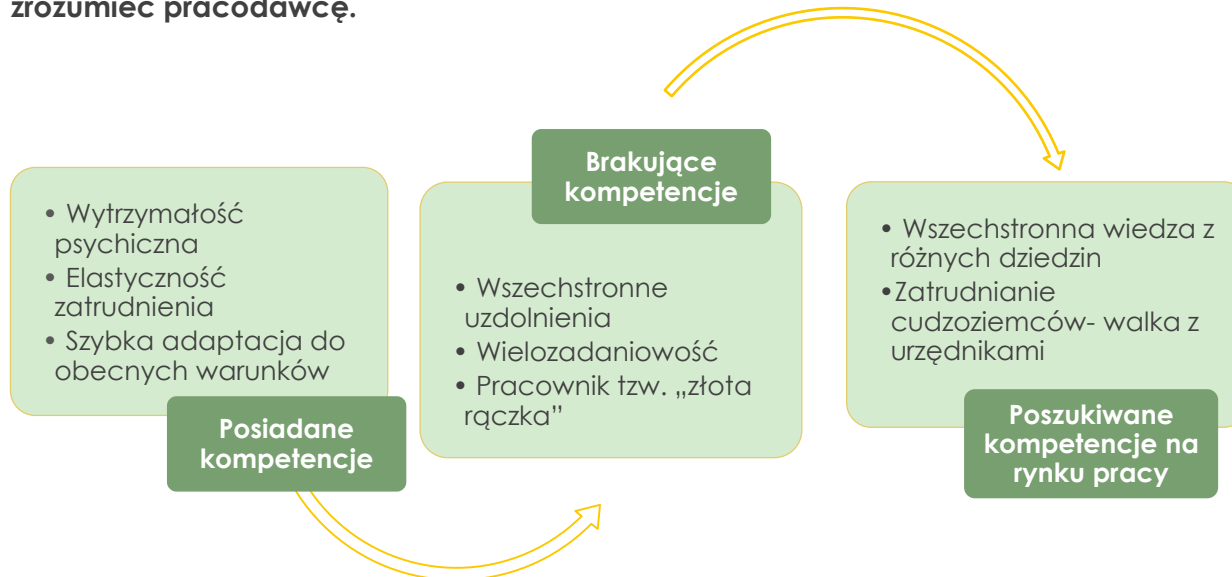 zrozumieć pracodawcę.
• Wytrzymałość
psychiczna
• Elastyczność
zatrudnienia
• Szybka adaptacja do
obecnych warunków
Posiadane
kompetencje
Brakujące
kompetencje
• Wszechstronne
uzdolnienia
• Wielozadaniowość
• Pracownik tzw. „złota
rączka”
• Wszechstronna wiedza z
różnych dziedzin
•Zatrudnianie
cudzoziemców- walka z
urzędnikami
Poszukiwane
kompetencje na
rynku pracy